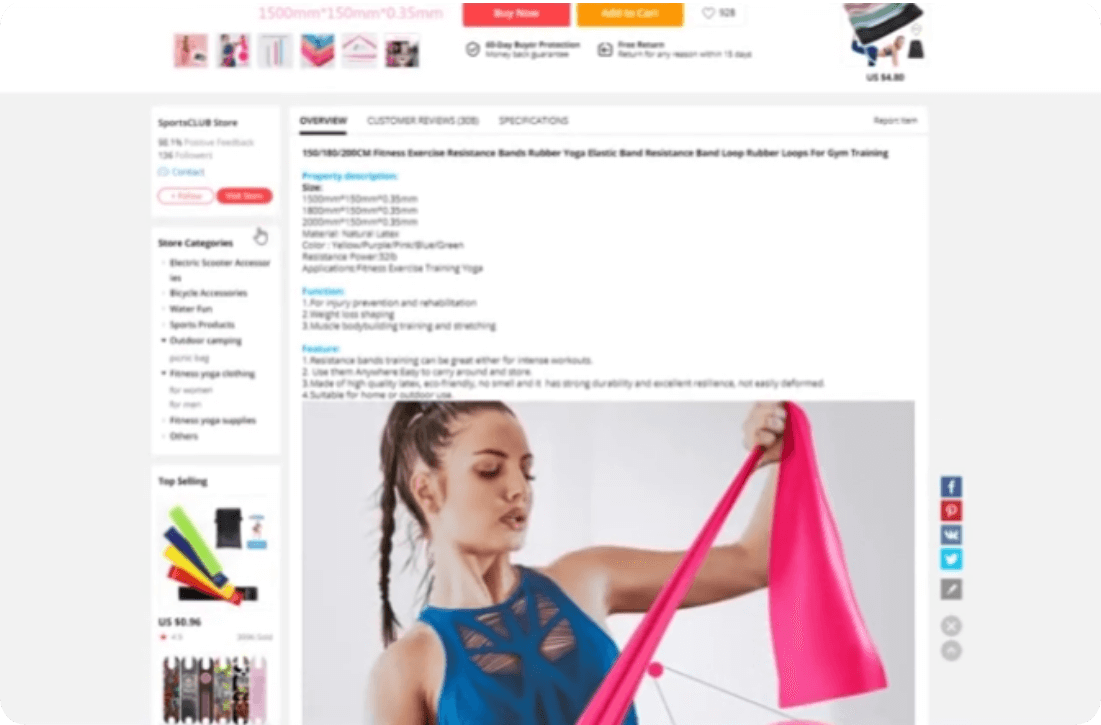 1500mm*150mm*0.35mm
Buy Now
Add to Cart
928
60-Day Buyer Protection
Money back guarantee
Free Return
Return for any reason within 15 days
US $4.80
SportsCLUB Store
Positive Feedback
136 Followers
Contact
+ Follow
Visit Store
Store Categories
Electric Scooter Accessor
ies
Bicycle Accessories
Water Fun
Sports Products
Outdoor camping
picnic bag
Fitness yoga clothing
for women
for men
Fitness yoga supplies
Others
Top Selling
US $0.96
4.9
Sold
OVERVIEW
CUSTOMER REVIEWS (308)
SPECIFICATIONS
Report Item
150/180/200CM Fitness Exercise Resistance Bands Rubber Yoga Elastic Band Resistance Band Loop Rubber Loops For Gym Training
Property description:
Size:
1500mm*150mm*0.35mm
1800mm*150mm*0.35mm
2000mm*150mm*0.35mm
Material: Natural Latex
Color : Yellow/Purple/Pink/Blue/Green
Resistance Power:
Applications:Fitness Exercise Training Yoga
Function:
1.For injury prevention and rehabilitation
2.Weight loss shaping
3.Muscle bodybuilding training and stretching
Feature:
1.Resistance bands training can be great either for intense workouts.
2. Use them Anywhere:Easy to carry around and store.
3.Made of high quality latex, eco-friendly, no smell and it has strong durability and excellent resilience, not easily deformed.
4.Suitable for home or outdoor use.